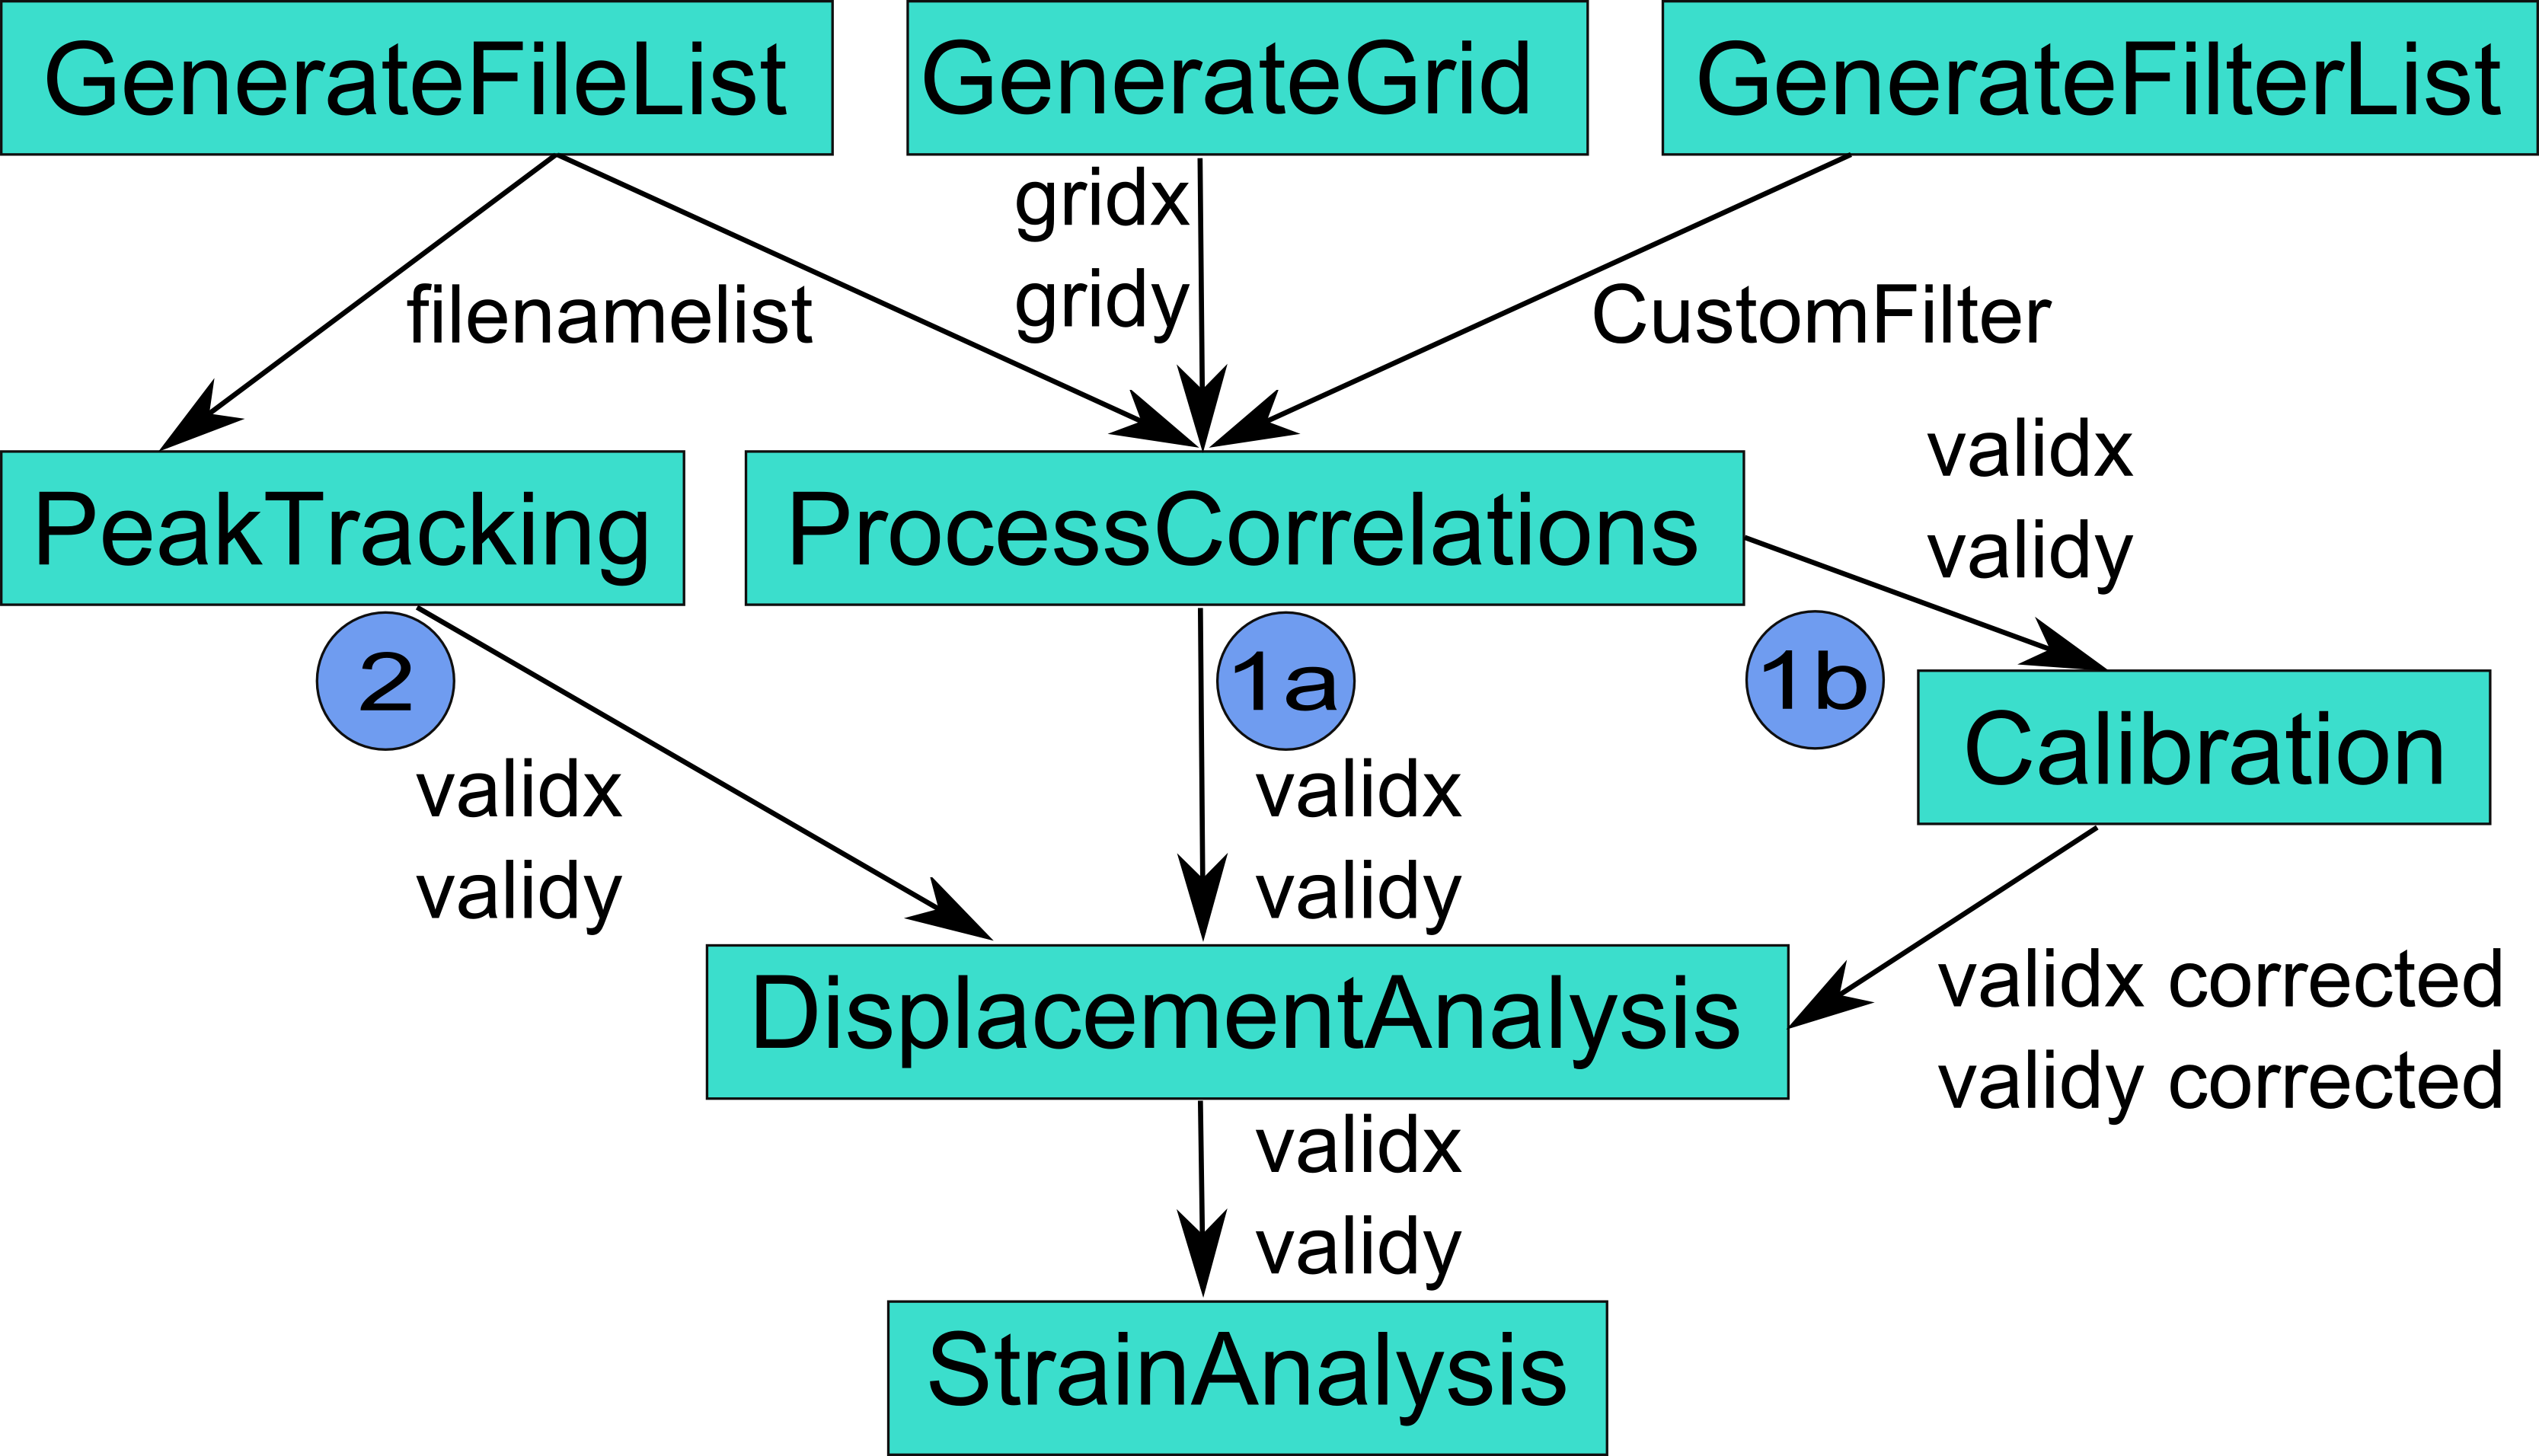 GenerateFileList
GenerateGrid
GenerateFilterList
gridx
gridy
filenamelist
CustomFilter
PeakTracking
ProcessCorrelations
validx
validy
2
1a
1b
Calibration
validx
validy
validx
validy
validx corrected
validy corrected
DisplacementAnalysis
validx
validy
StrainAnalysis